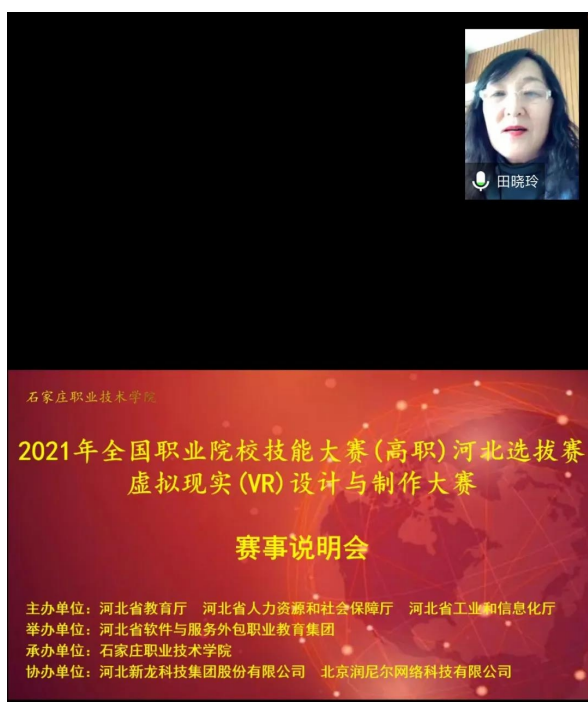 田晓玲
石家庄职业技术学院
2021年全国职业院校技能大赛(高职)河北选拔赛
虚拟现实(VR)设计与制作大赛
赛事说明会
主办单位：河北省教育厅 河北省人力资源和社会保障厅 河北省工业和信息化厅
举办单位：河北省软件与服务外包职业教育集团
承办单位：石家庄职业技术学院
协办单位：河北新龙科技集团股份有限公司 北京润尼尔网络科技有限公司